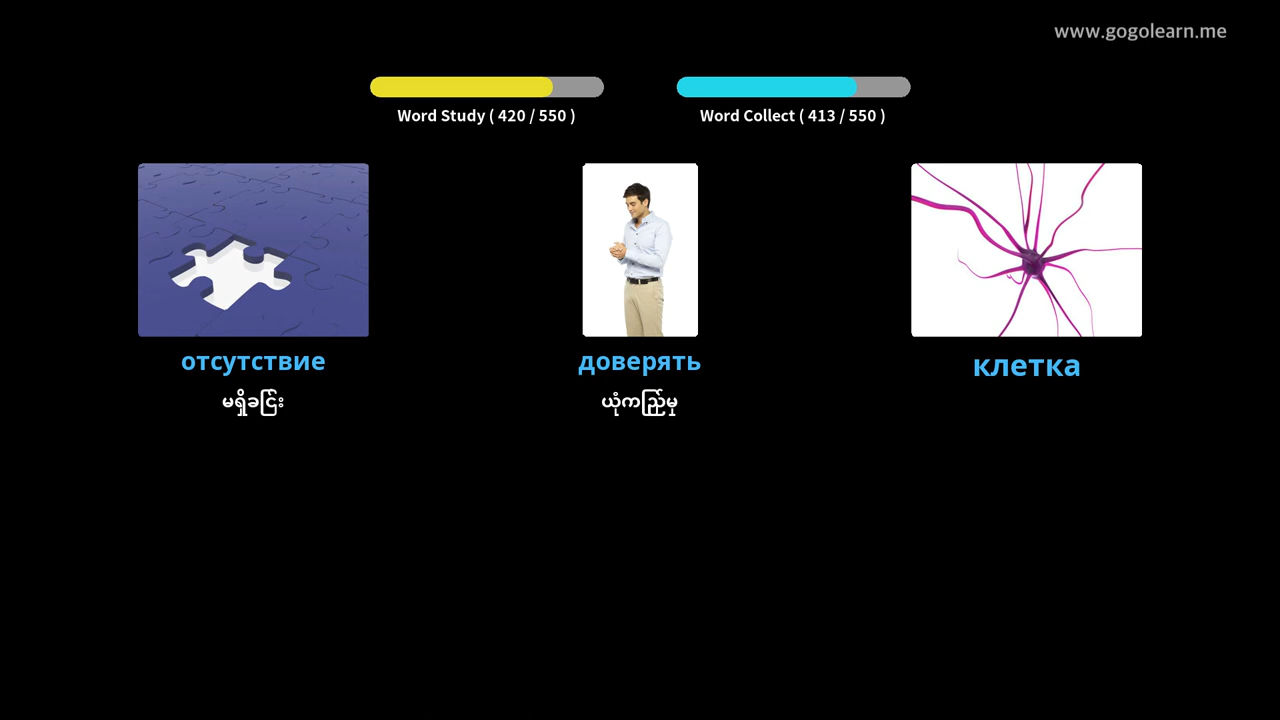 www.gogolearn.me
Word Study ( 420 / 550 )
Word Collect ( 413 / 550 )
отсутствие
доверять
клетка
မရှိခင်ြး
ယုံကည်ြမှု